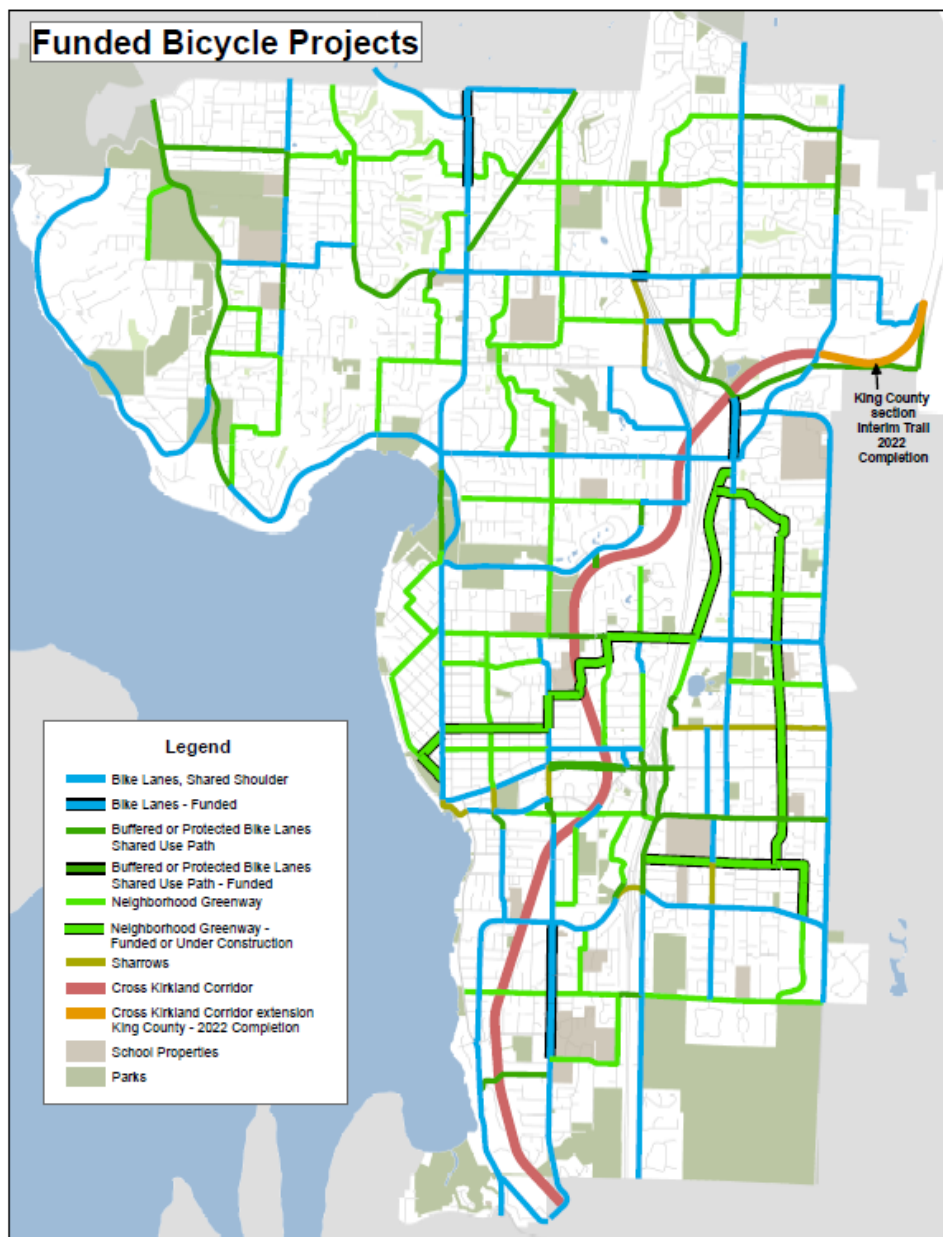 Funded Bicycle Projects
King County
section
Interim Trail
2022
Completion
Legend
Bike Lanes, Shared Shoulder
Bike Lanes - Funded
Buffered or Protected Bike Lanes
Shared Use Path
Buffered or Protected Bike Lanes
Shared Use Path - Funded
Neighborhood Greenway
Neighborhood Greenway -
Funded or Under Construction
Sharrows
Cross Kirkland Corridor
Cross Kirkland Corridor extension
King County - 2022 Completion
School Properties
Parks